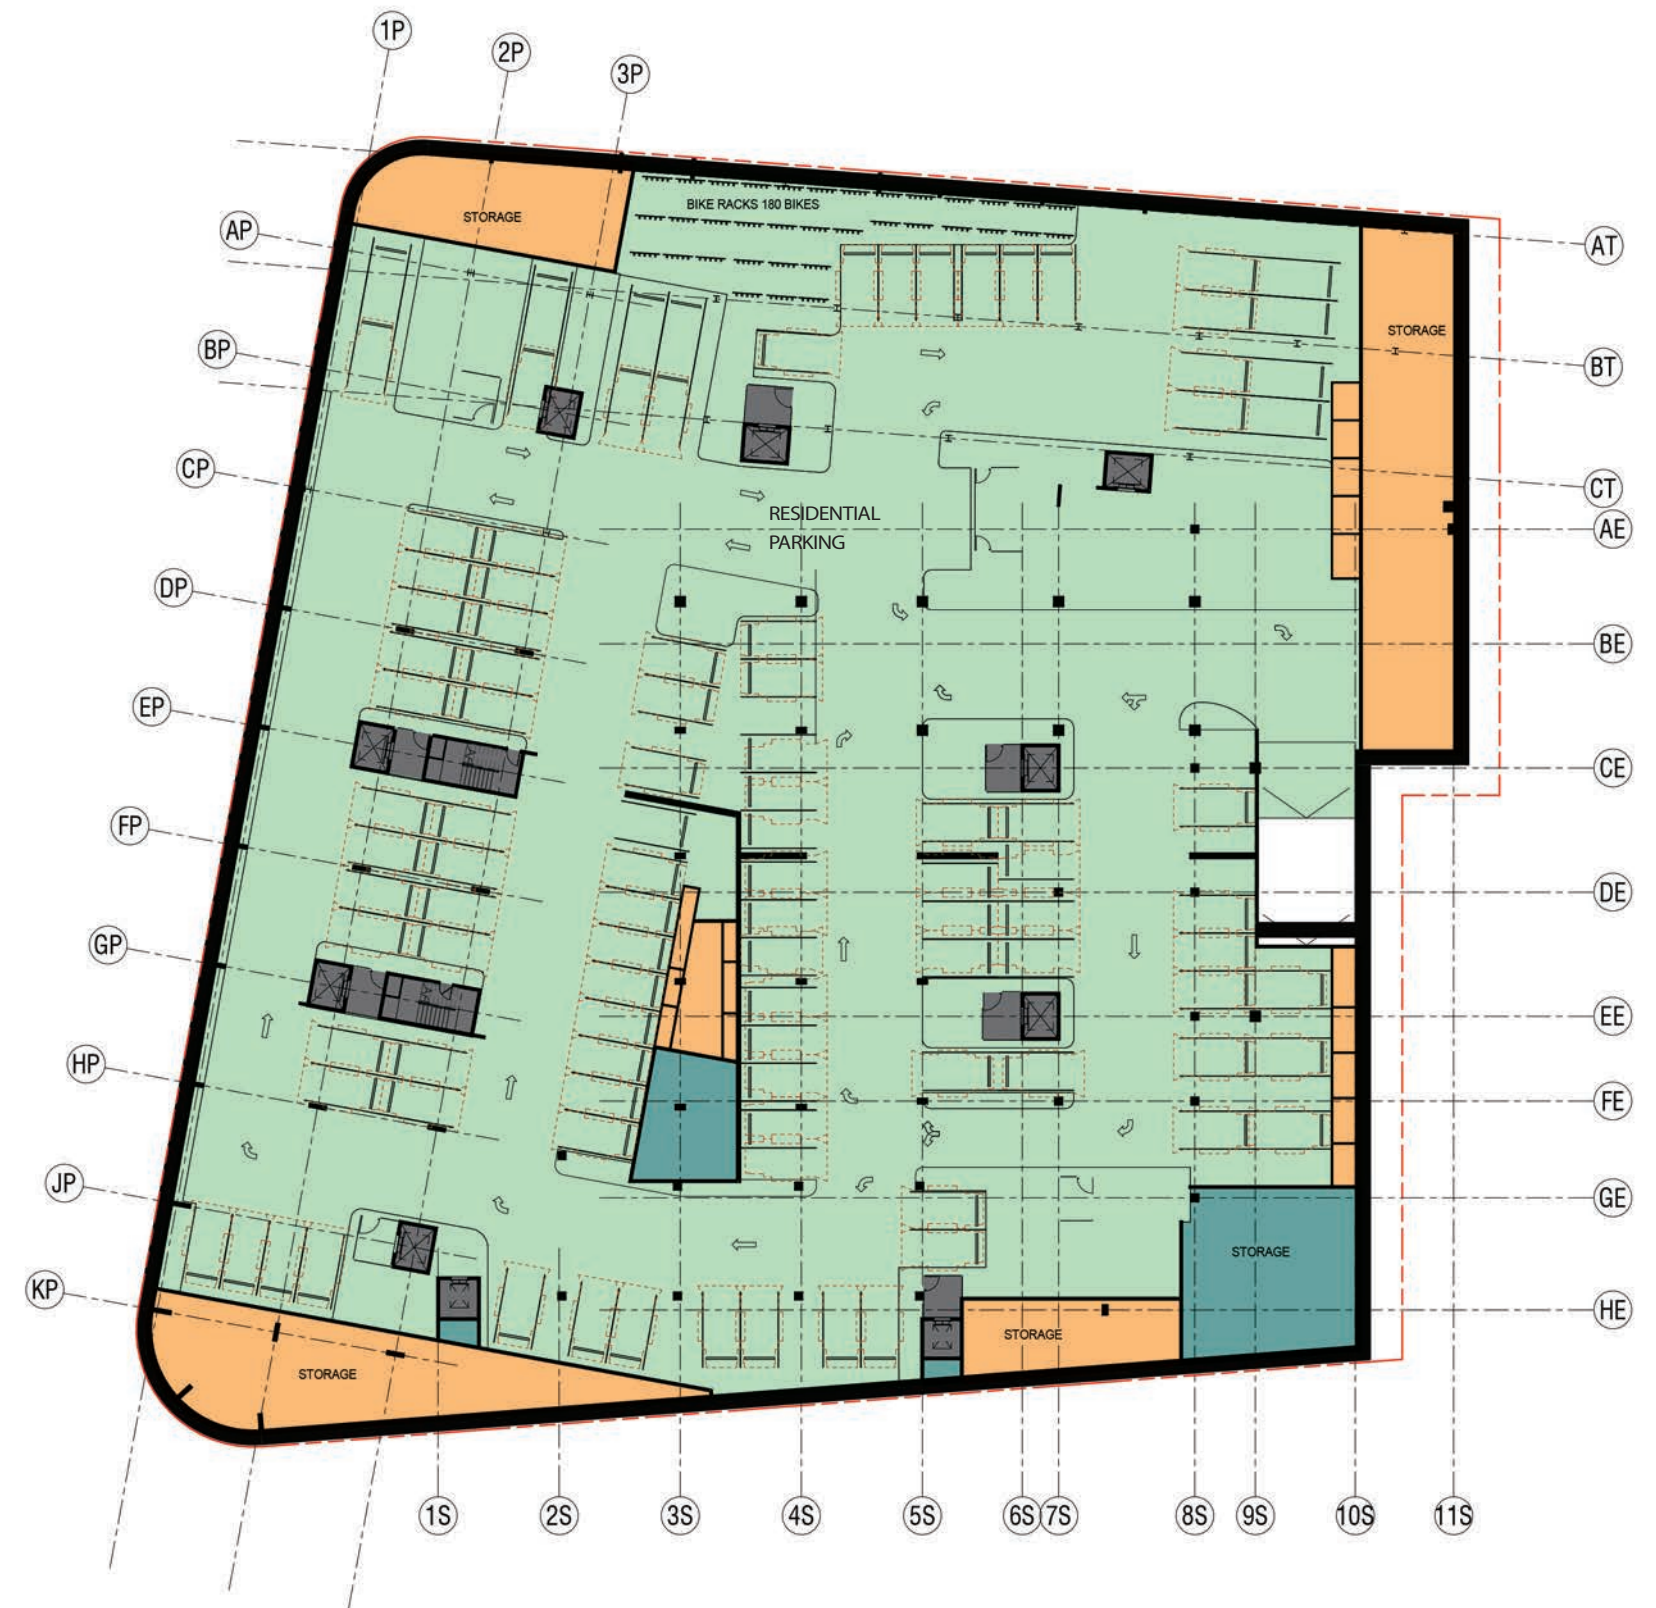 1P
2P
3P
STORAGE
BIKE RACKS 180 BIKES
AP
AT
STORAGE
BP
BT
CP
CT
RESIDENTIAL
PARKING
AE
DP
BE
EP
CE
FP
DE
GP
EE
HP
FE
JP
GE
STORAGE
KP
HE
STORAGE
STORAGE
1S
2S
3S
4S
5S
6S
7S
8S
9S
10S
11S